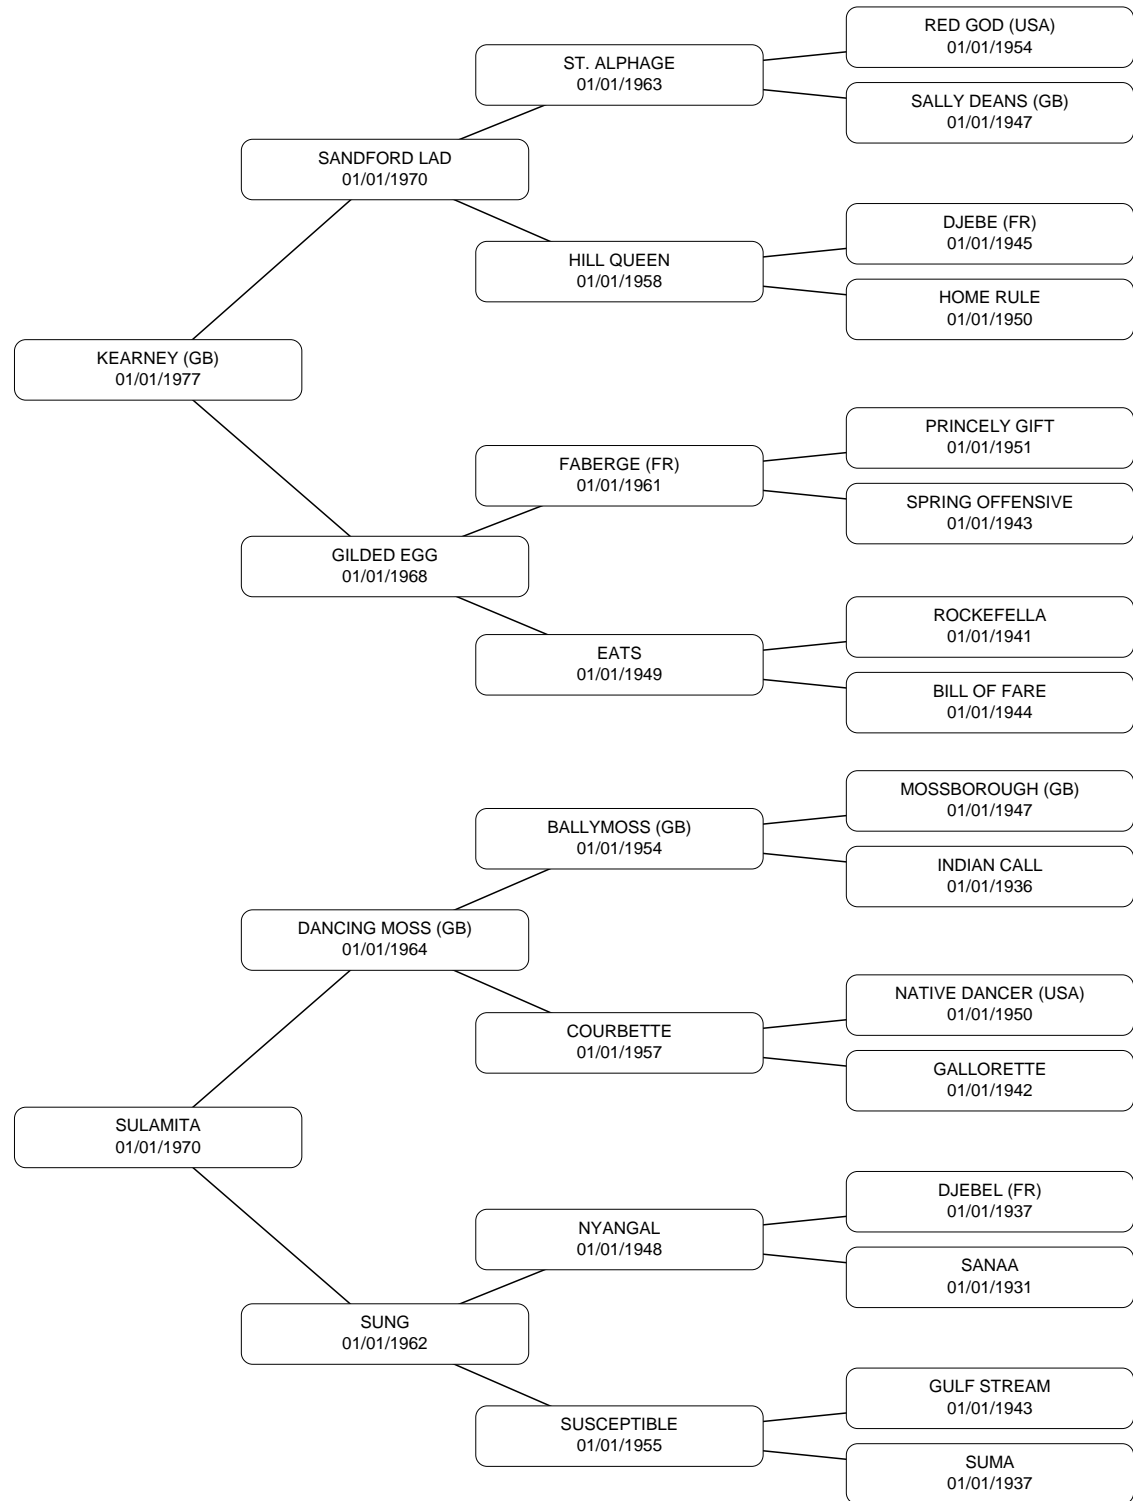 RED GOD (USA)
01/01/1954
ST. ALPHAGE
01/01/1963
SALLY DEANS (GB)
01/01/1947
SANDFORD LAD
01/01/1970
DJEBE (FR)
01/01/1945
HILL QUEEN
01/01/1958
HOME RULE
01/01/1950
KEARNEY (GB)
01/01/1977
PRINCELY GIFT
01/01/1951
FABERGE (FR)
01/01/1961
SPRING OFFENSIVE
01/01/1943
GILDED EGG
01/01/1968
ROCKEFELLA
01/01/1941
EATS
01/01/1949
BILL OF FARE
01/01/1944
MOSSBOROUGH (GB)
01/01/1947
BALLYMOSS (GB)
01/01/1954
INDIAN CALL
01/01/1936
DANCING MOSS (GB)
01/01/1964
NATIVE DANCER (USA)
01/01/1950
COURBETTE
01/01/1957
GALLORETTE
01/01/1942
SULAMITA
01/01/1970
DJEBEL (FR)
01/01/1937
NYANGAL
01/01/1948
SANAA
01/01/1931
SUNG
01/01/1962
GULF STREAM
01/01/1943
SUSCEPTIBLE
01/01/1955
SUMA
01/01/1937